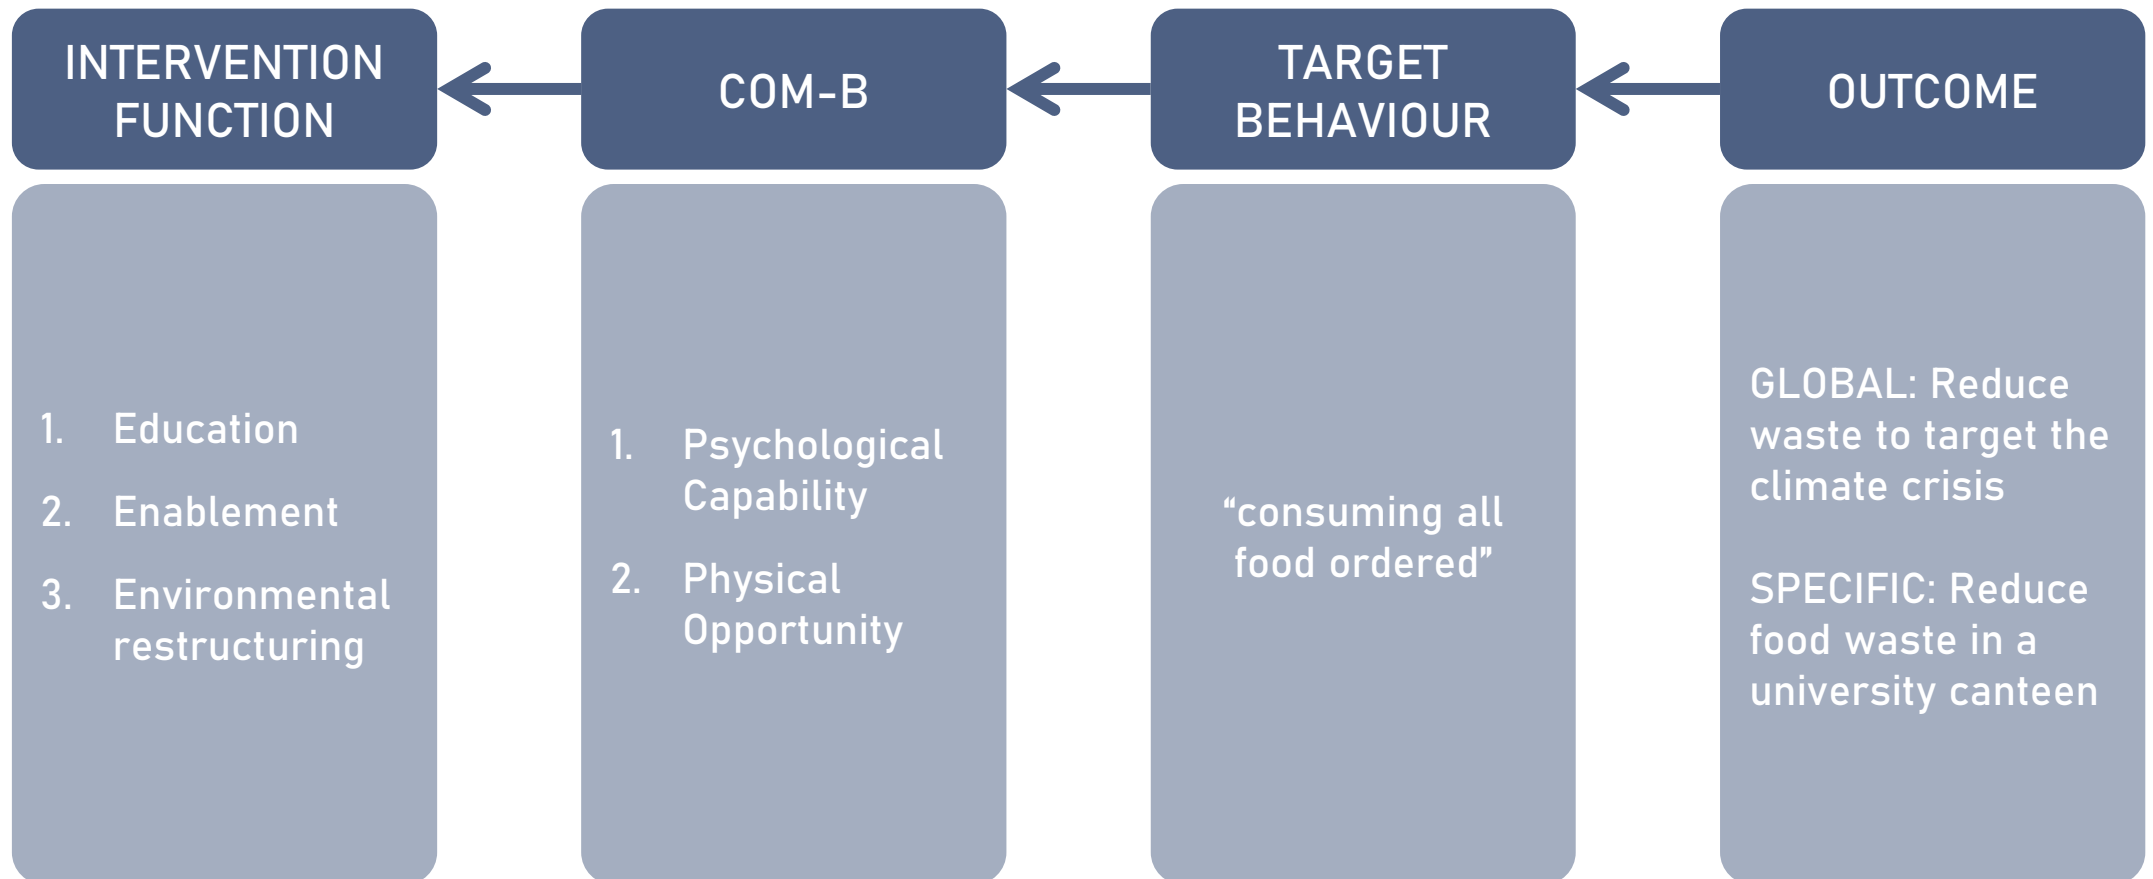 INTERVENTION
FUNCTION
COM-B
TARGET
BEHAVIOUR
OUTCOME
1. Education
2. Enablement
3. Environmental
restructuring
1. Psychological
Capability
2. Physical
Opportunity
“consuming all
food ordered”
GLOBAL: Reduce
waste to target the
climate crisis
SPECIFIC: Reduce
food waste in a
university canteen